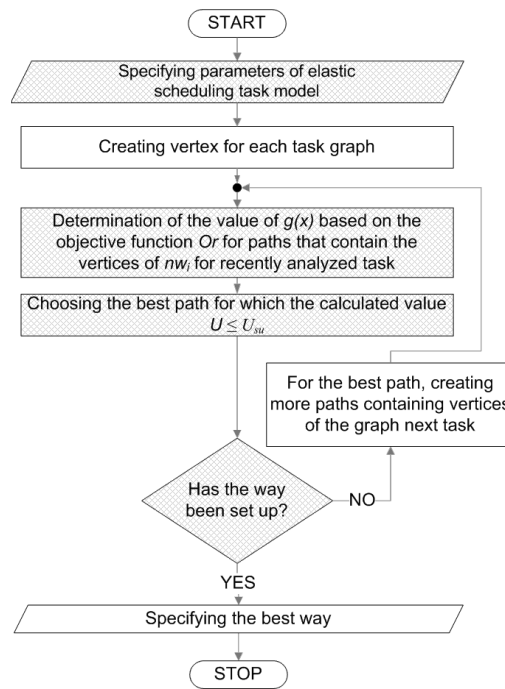 START
Specifying parameters of elastic
scheduling task model
Creating vertex for each task graph
Determination of the value of g(x) based on the
objective function Or for paths that contain the
vertices of nwᵢ for recently analyzed task
Choosing the best path for which the calculated value
U ≤ Uₛᵤ
For the best path, creating
more paths containing vertices
of the graph next task
Has the way
been set up?
NO
YES
Specifying the best way
STOP